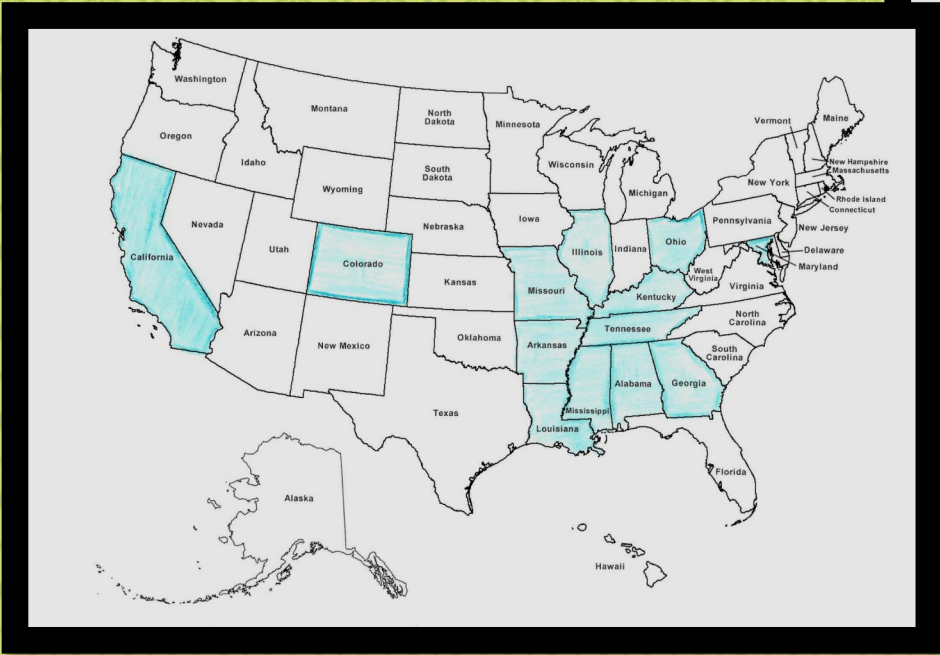 Washington
Montana
North
Dakota
Minnesota
Vermont
Maine
Oregon
Idaho
South
Dakota
Wisconsin
Michigan
New Hampshire
Massachusetts
New York
Rhode Island
Connecticut
Wyoming
Nebraska
Iowa
Pennsylvania
New Jersey
Nevada
Utah
Colorado
Kansas
Missouri
Illinois
Indiana
Ohio
West
Virginia
Virginia
Delaware
Maryland
California
Kentucky
Arizona
New Mexico
Oklahoma
Arkansas
Tennessee
North
Carolina
South
Carolina
Texas
Louisiana
Mississippi
Alabama
Georgia
Florida
Alaska
Hawaii